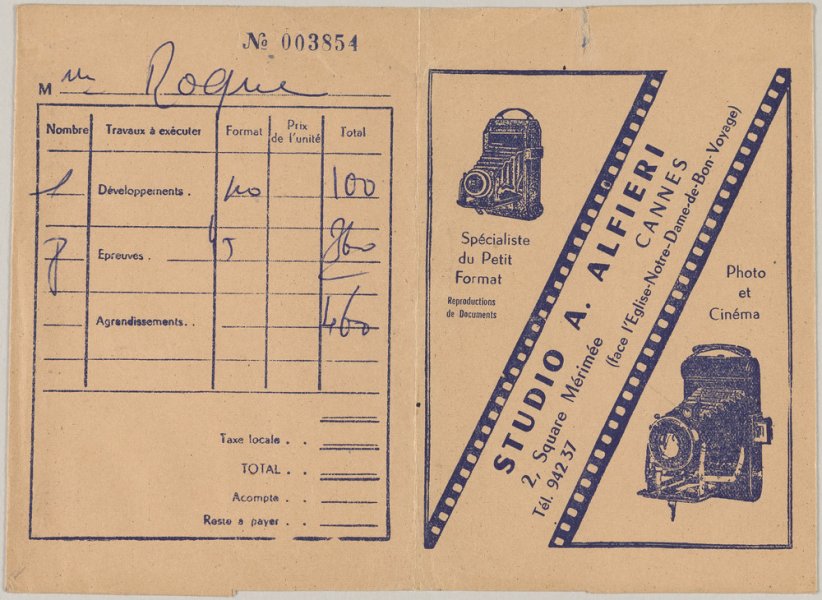 № 003854
M Roque
Nombre Travaux à exécuter Format Prix de l'unité Total
1 Développements . 100
Epreuves . 360
460
Agrandissements. .
Taxe locale . .
TOTAL . .
Acompte . .
Reste a payer . .
Spécialiste
du Petit
Format
Reproductions
de Documents
STUDIO A. ALFIERI
CANNES
2, Square Mérimée
(face l'Eglise-Notre-Dame-de-Bon-Voyage)
Tél. 942 37
Photo
et
Cinéma